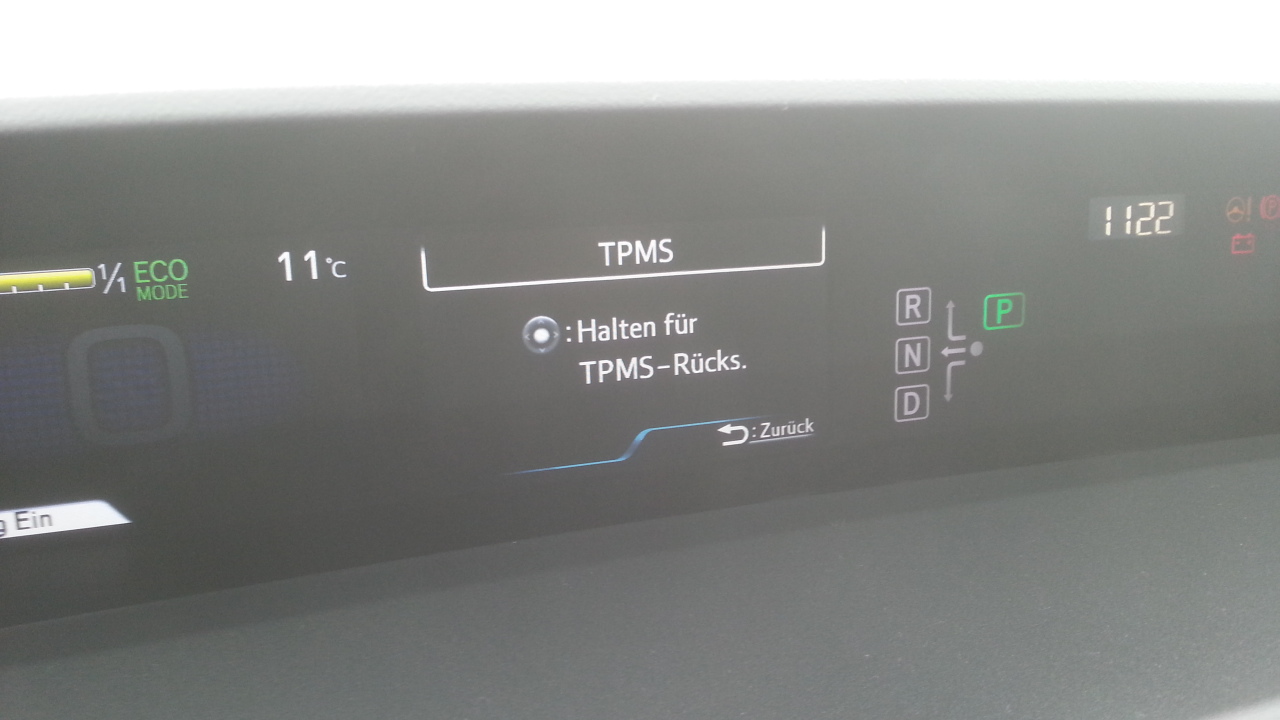 1/1 ECO
MODE
11°C
TPMS
: Halten für
TPMS-Rücks.
: Zurück
R
N
D
P
1122
Ein